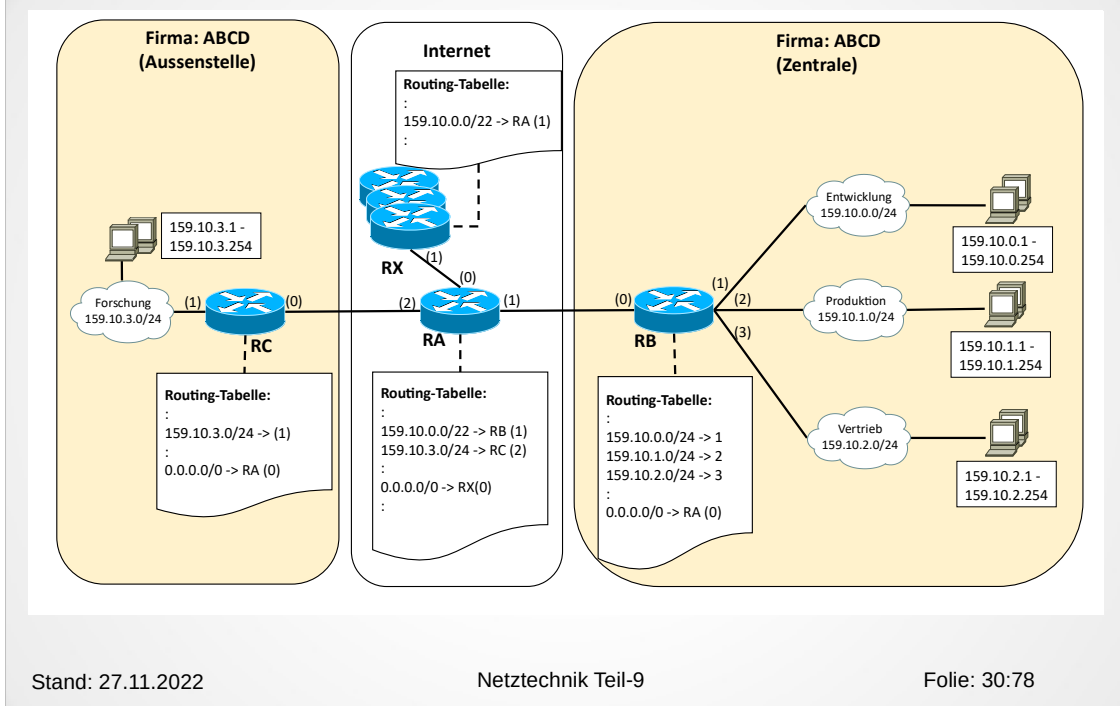 Firma: ABCD
(Aussenstelle)
Internet
Firma: ABCD
(Zentrale)
Routing-Tabelle:
:
159.10.0.0/22 -> RA (1)
:
159.10.3.1 -
159.10.3.254
Forschung
159.10.3.0/24
(1)
(0)
RC
RX
(1)
(0)
(2)
(1)
RA
(0)
RB
(1)
(2)
(3)
Entwicklung
159.10.0.0/24
159.10.0.1 -
159.10.0.254
Produktion
159.10.1.0/24
159.10.1.1 -
159.10.1.254
Vertrieb
159.10.2.0/24
159.10.2.1 -
159.10.2.254
Routing-Tabelle:
:
159.10.3.0/24 -> (1)
:
0.0.0.0/0 -> RA (0)
Routing-Tabelle:
:
159.10.0.0/22 -> RB (1)
159.10.3.0/24 -> RC (2)
:
0.0.0.0/0 -> RX(0)
:
Routing-Tabelle:
:
159.10.0.0/24 -> 1
159.10.1.0/24 -> 2
159.10.2.0/24 -> 3
:
0.0.0.0/0 -> RA (0)
Stand: 27.11.2022
Netztechnik Teil-9
Folie: 30:78